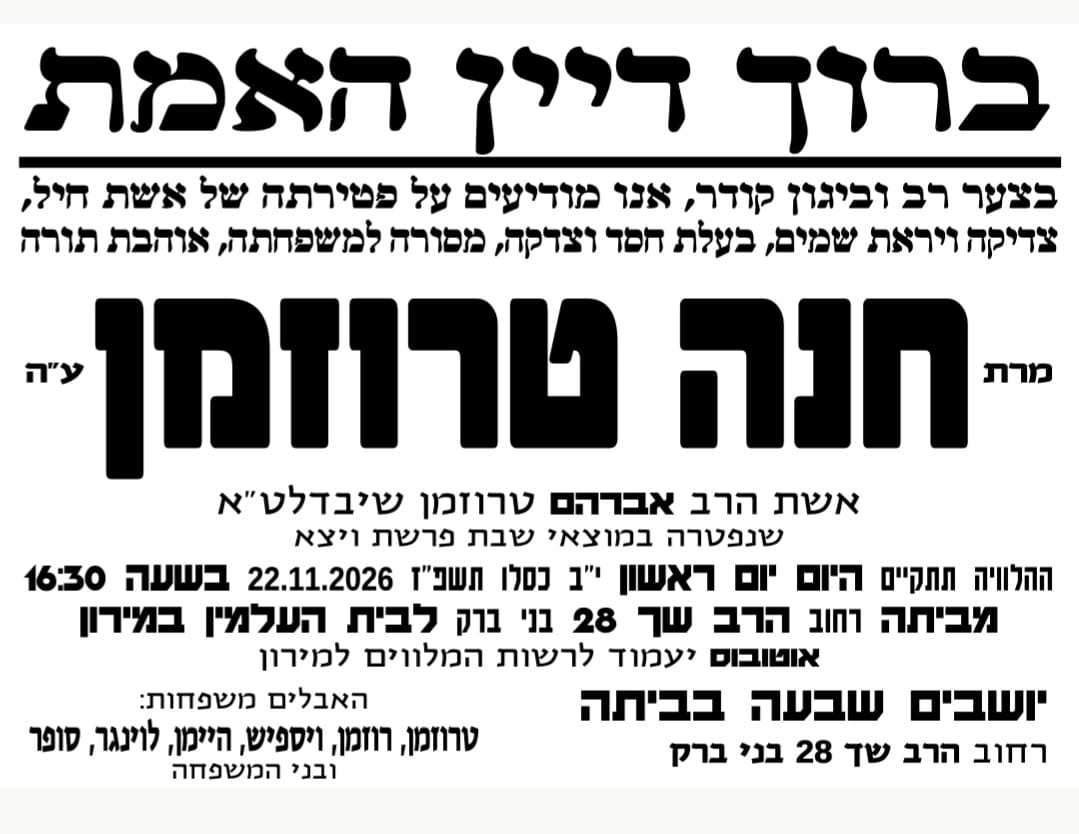 ברוך דיין האמת
בצער רב וביגון קודר, אנו מודיעים על פטירתה של אשת חיל,
צדיקה ויראת שמים, בעלת חסד וצדקה, מסורה למשפחתה, אוהבת תורה
מרת חנה טרוזמן ע״ה
אשת הרב אברהם טרוזמן שיבדלט״א
שנפטרה במוצאי שבת פרשת ויצא
ההלוויה תתקיים היום יום ראשון י״ב כסלו תשפ״ז 22.11.2026 בשעה 16:30
מביתה רחוב הרב שך 28 בני ברק לבית העלמין במירון
אוטובוס יעמוד לרשות המלווים למירון
יושבים שבעה בביתה
רחוב הרב שך 28 בני ברק
האבלים משפחות:
טרוזמן, רוזמן, ויספיש, היימן, לוינגר, סופר
ובני המשפחה